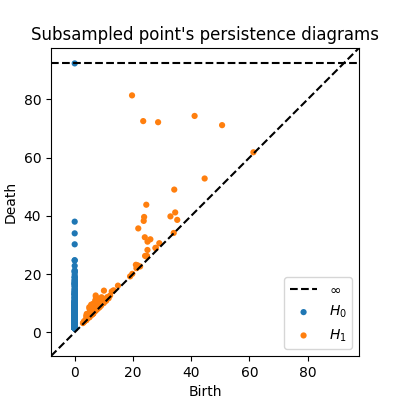 Subsampled point's persistence diagrams
Death
80
60
40
20
0
∞
H₀
H₁
0 20 40 60 80
Birth